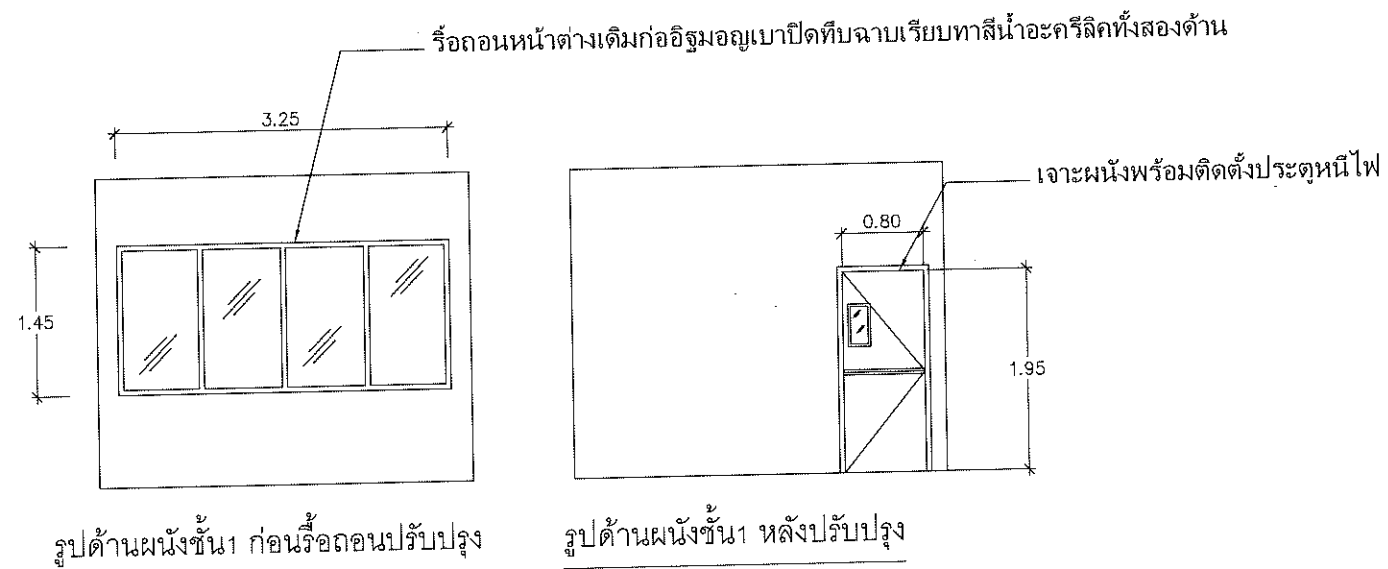 รื้อถอนหน้าต่างเดิมก่ออิฐมอญเบาปิดทึบฉาบเรียบทาสีน้ำอะครีลิคทั้งสองด้าน
3.25
เจาะผนังพร้อมติดตั้งประตูหนีไฟ
0.80
1.45
1.95
รูปด้านผนังชั้น1 ก่อนรื้อถอนปรับปรุง
รูปด้านผนังชั้น1 หลังปรับปรุง